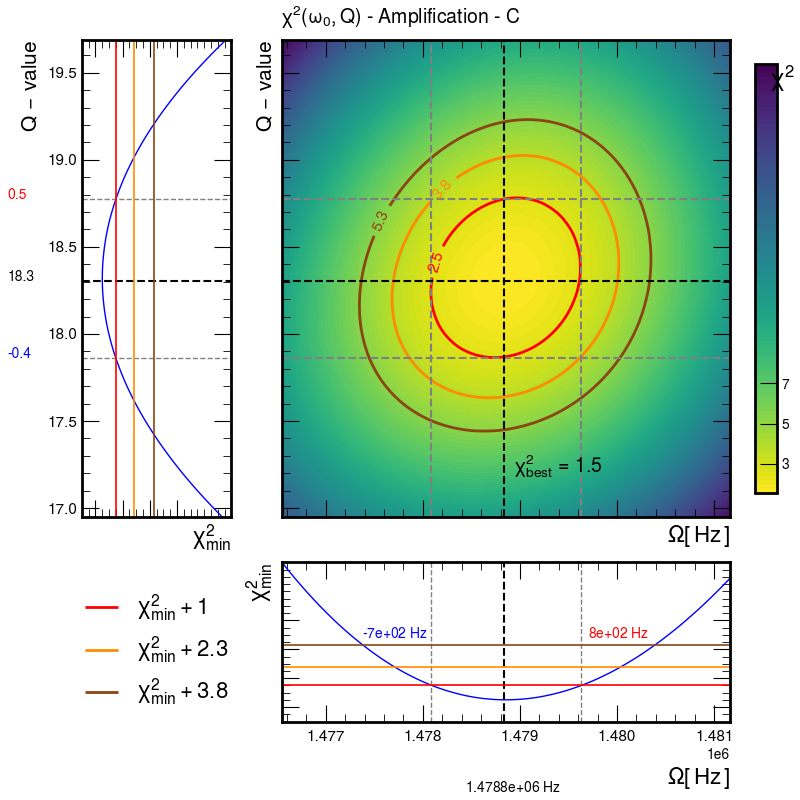 χ²(ω₀, Q) - Amplification - C
Q − value
19.5
19.0
18.5
18.0
17.5
17.0
0.5
18.3
-0.4
χ²min
Q − value
5.3
3.8
2.5
χ²best = 1.5
Ω[ Hz]
χ²
7
5
3
χ²min + 1
χ²min + 2.3
χ²min + 3.8
χ²min
-7e+02 Hz
8e+02 Hz
1.477
1.478
1.479
1.480
1.481
1e6
Ω[ Hz]
1.4788e+06 Hz